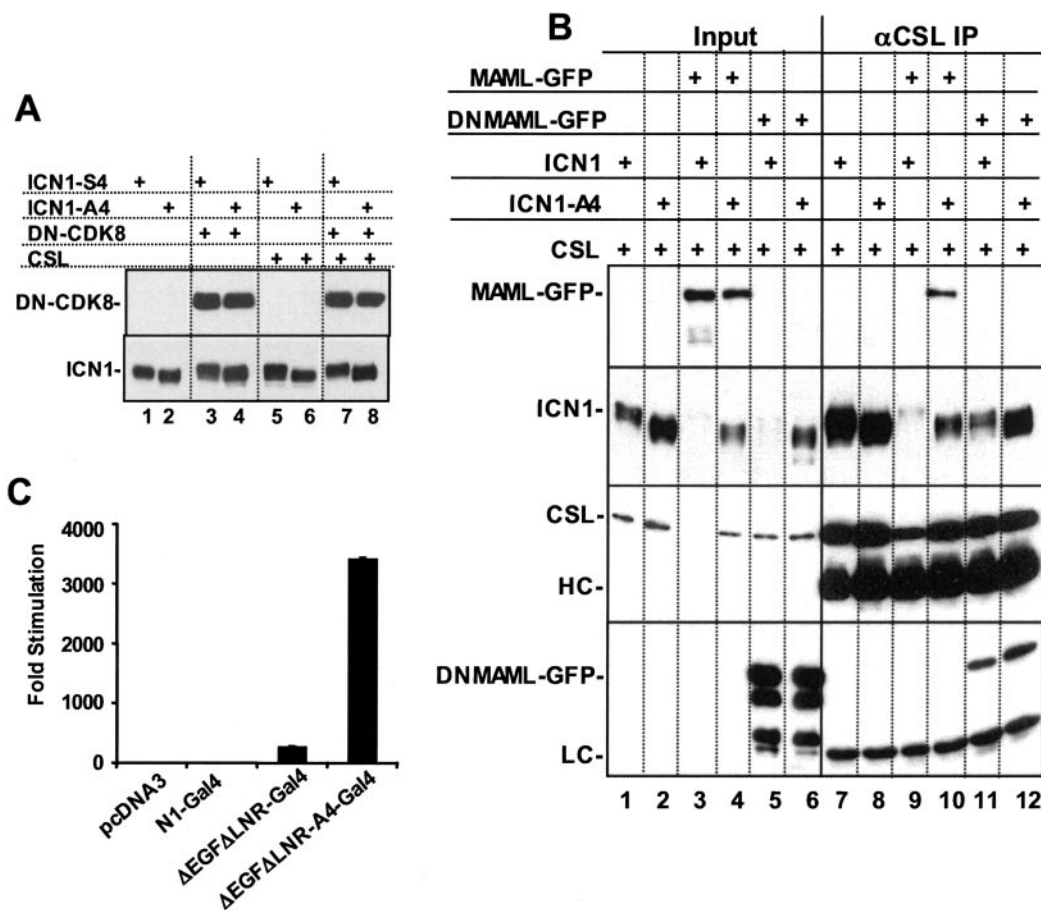 A
ICN1-S4 + + + +
ICN1-A4 + + + +
DN-CDK8 + + + +
CSL + + + +
DN-CDK8-
ICN1-
1 2 3 4 5 6 7 8
B
Input αCSL IP
MAML-GFP + + + +
DNMAML-GFP + + + +
ICN1 + + + + + +
ICN1-A4 + + + + + +
CSL + + + + + + + + + + + +
MAML-GFP-
ICN1-
CSL-
HC-
DNMAML-GFP-
LC-
1 2 3 4 5 6 7 8 9 10 11 12
C
Fold Stimulation
4000
3000
2000
1000
0
pcDNA3
N1-Gal4
ΔEGFΔLNR-Gal4
ΔEGFΔLNR-A4-Gal4